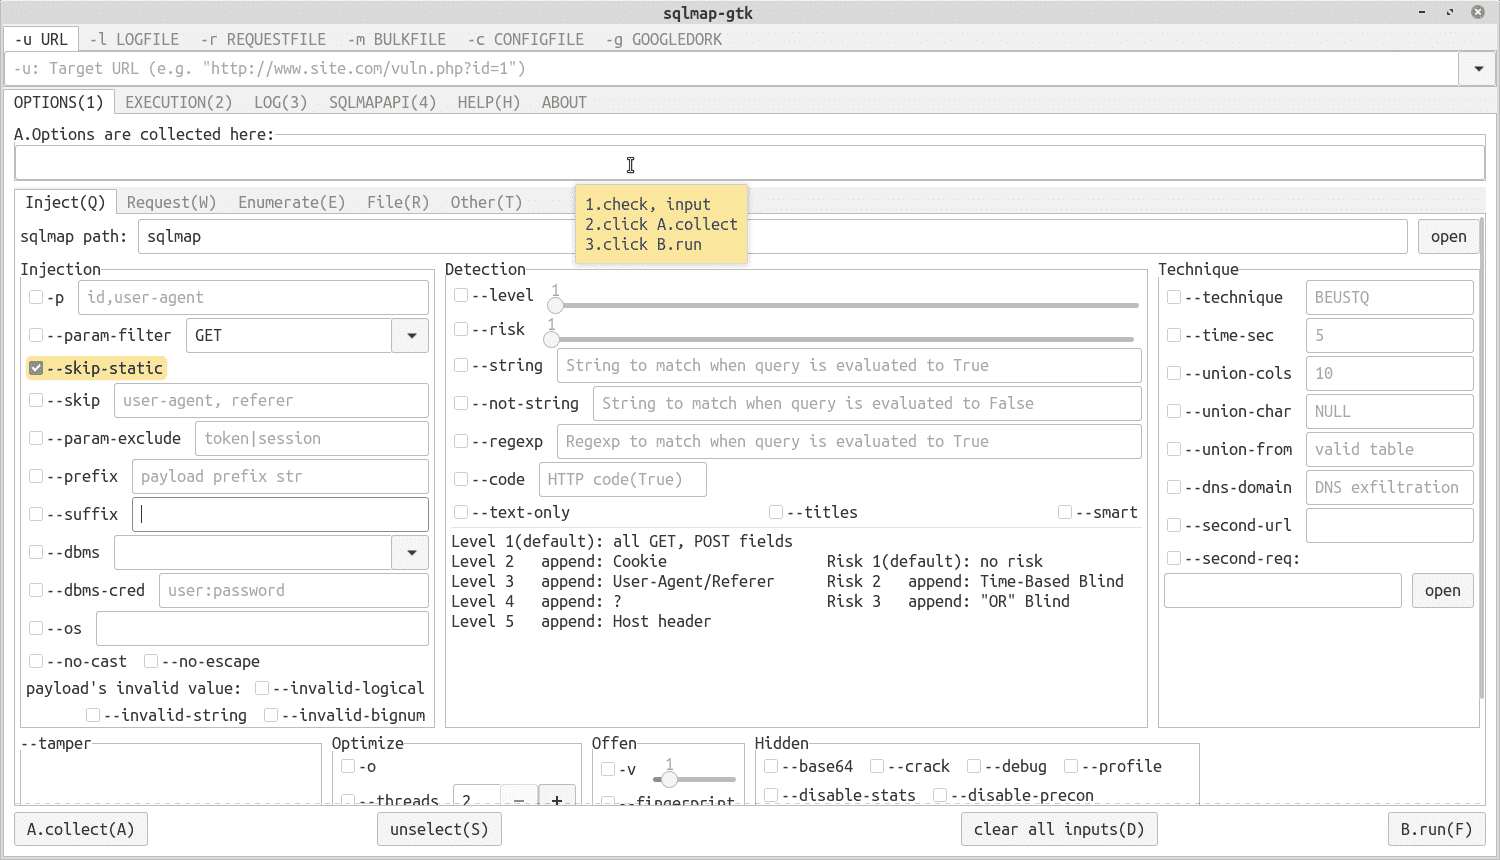 sqlmap-gtk
-u URL -l LOGFILE -r REQUESTFILE -m BULKFILE -c CONFIGFILE -g GOOGLEDORK
-u: Target URL (e.g. "http://www.site.com/vuln.php?id=1")
OPTIONS(1) EXECUTION(2) LOG(3) SQLMAPAPI(4) HELP(H) ABOUT
A.Options are collected here:
Inject(Q) Request(W) Enumerate(E) File(R) Other(T)
1.check, input
2.click A.collect
3.click B.run
sqlmap path: sqlmap open
Injection
-p id,user-agent
--param-filter GET
--skip-static
--skip user-agent, referer
--param-exclude token|session
--prefix payload prefix str
--suffix
--dbms
--dbms-cred user:password
--os
--no-cast --no-escape
payload's invalid value: --invalid-logical
--invalid-string --invalid-bignum
Detection
--level 1
--risk 1
--string String to match when query is evaluated to True
--not-string String to match when query is evaluated to False
--regexp Regexp to match when query is evaluated to True
--code HTTP code(True)
--text-only --titles --smart
Level 1(default): all GET, POST fields
Level 2 append: Cookie Risk 1(default): no risk
Level 3 append: User-Agent/Referer Risk 2 append: Time-Based Blind
Level 4 append: ? Risk 3 append: "OR" Blind
Level 5 append: Host header
Technique
--technique BEUSTQ
--time-sec 5
--union-cols 10
--union-char NULL
--union-from valid table
--dns-domain DNS exfiltration
--second-url
--second-req:
open
--tamper
Optimize
-o
--threads 2 − +
Offen
-v 1
--fingerprint
Hidden
--base64 --crack --debug --profile
--disable-stats --disable-precon
A.collect(A) unselect(S) clear all inputs(D) B.run(F)